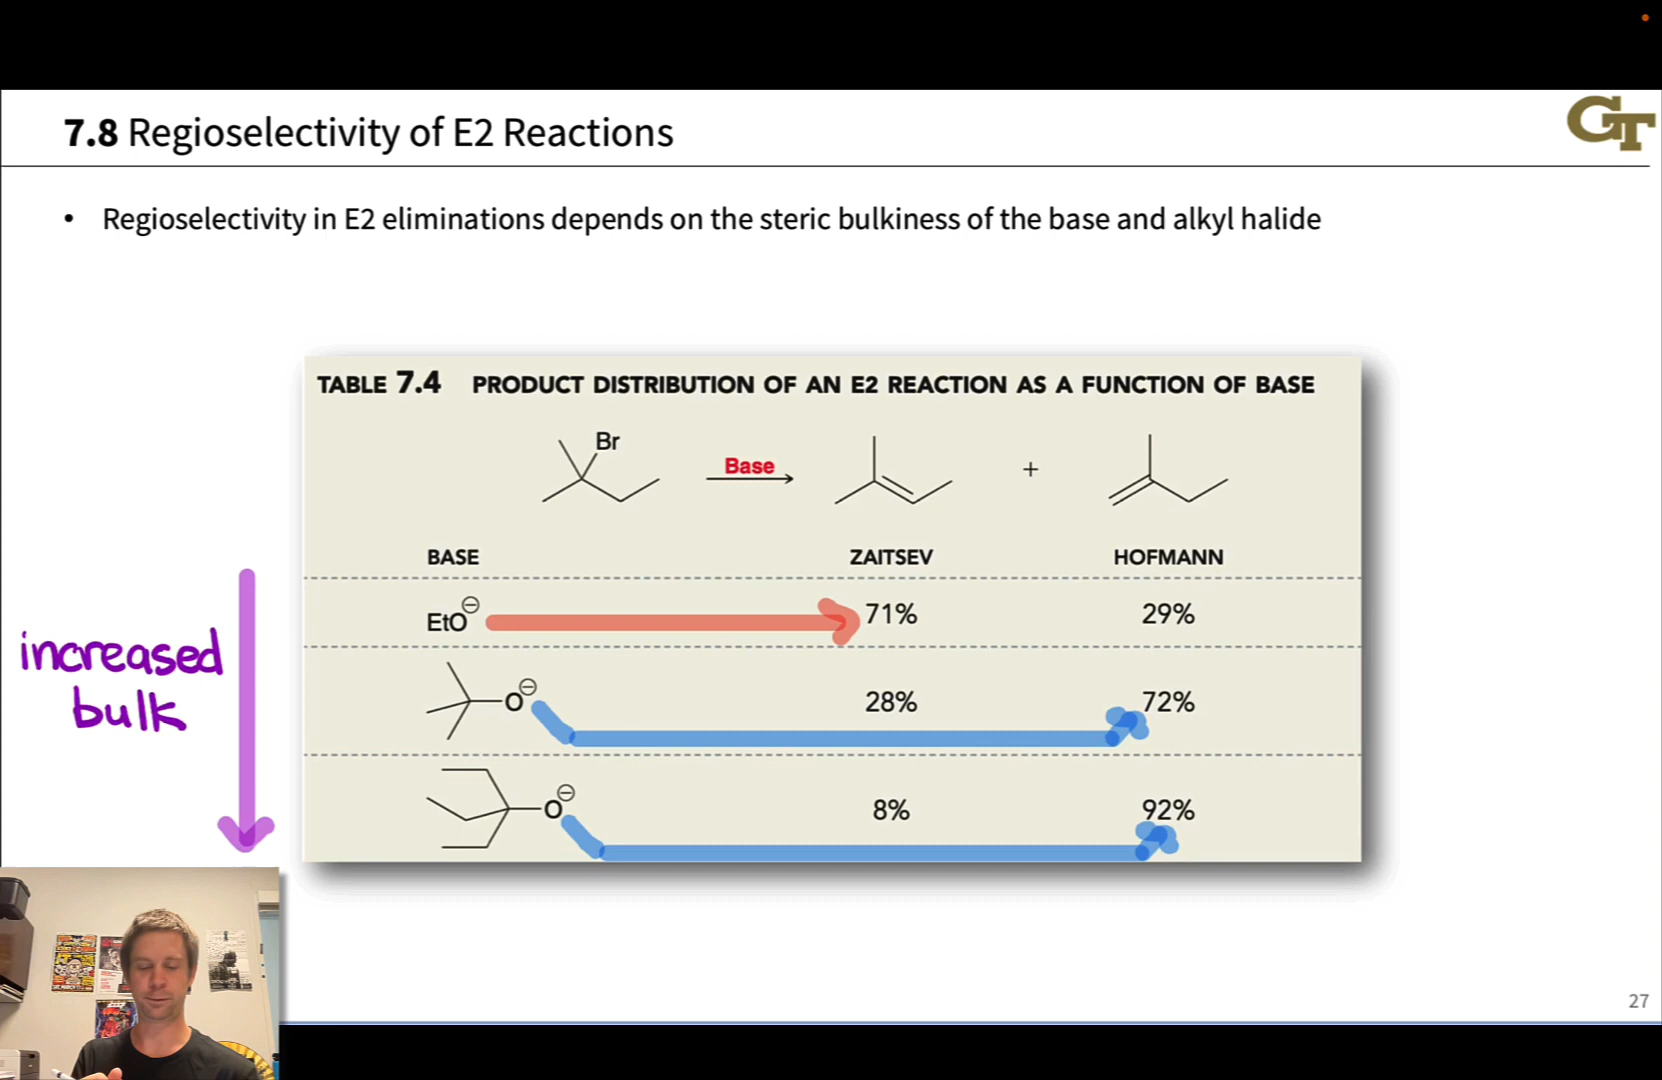 7.8 Regioselectivity of E2 Reactions
GT
• Regioselectivity in E2 eliminations depends on the steric bulkiness of the base and alkyl halide
TABLE 7.4 PRODUCT DISTRIBUTION OF AN E2 REACTION AS A FUNCTION OF BASE
Br
Base
+
BASE ZAITSEV HOFMANN
EtO⊖ 71% 29%
O⊖ 28% 72%
O⊖ 8% 92%
increased
bulk
27